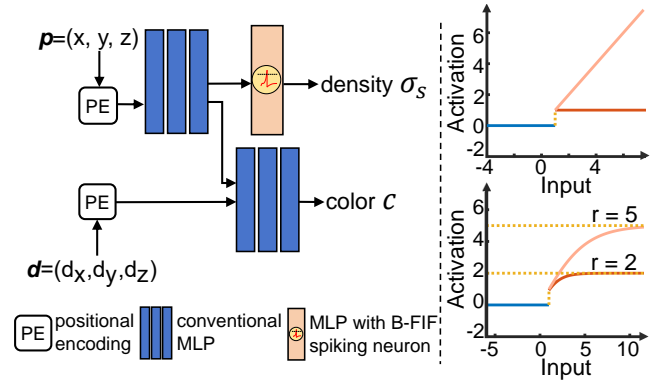 p=(x, y, z)
PE
density σs
color c
PE
d=(dx,dy,dz)
PE
positional
encoding
conventional
MLP
MLP with B-FIF
spiking neuron
Activation
6
4
2
0
-2
-4
0
4
Input
Activation
6
4
2
0
-2
r = 5
r = 2
-5
0
5
10
Input